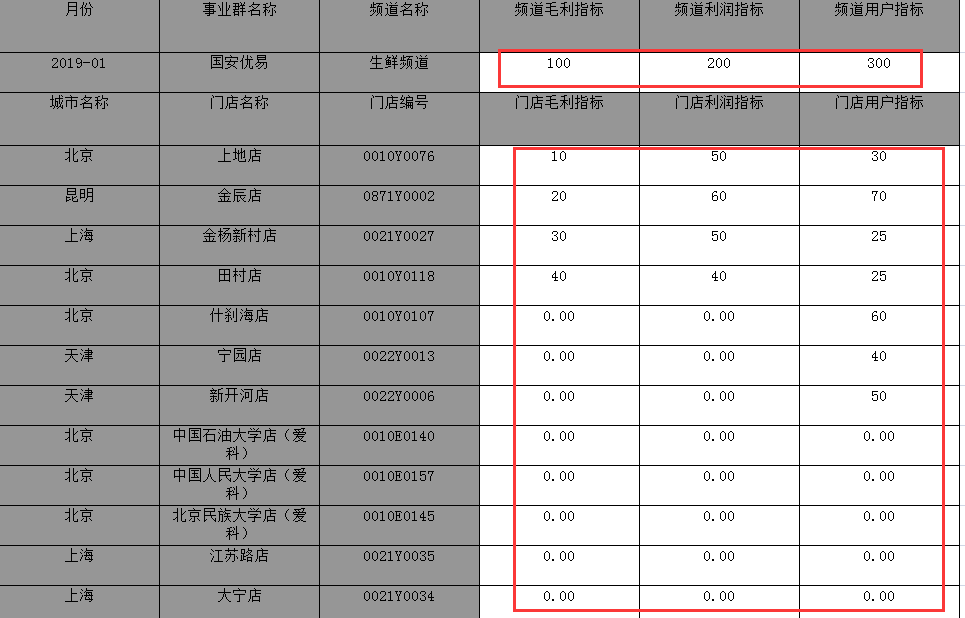 月份 事业群名称 频道名称 频道毛利指标 频道利润指标 频道用户指标
2019-01 国安优易 生鲜频道 100 200 300
城市名称 门店名称 门店编号 门店毛利指标 门店利润指标 门店用户指标
北京 上地店 0010Y0076 10 50 30
昆明 金辰店 0871Y0002 20 60 70
上海 金杨新村店 0021Y0027 30 50 25
北京 田村店 0010Y0118 40 40 25
北京 什刹海店 0010Y0107 0.00 0.00 60
天津 宁园店 0022Y0013 0.00 0.00 40
天津 新开河店 0022Y0006 0.00 0.00 50
北京 中国石油大学店（爱 0010E0140 0.00 0.00 0.00
科）
北京 中国人民大学店（爱 0010E0157 0.00 0.00 0.00
科）
北京 北京民族大学店（爱 0010E0145 0.00 0.00 0.00
科）
上海 江苏路店 0021Y0035 0.00 0.00 0.00
上海 大宁店 0021Y0034 0.00 0.00 0.00